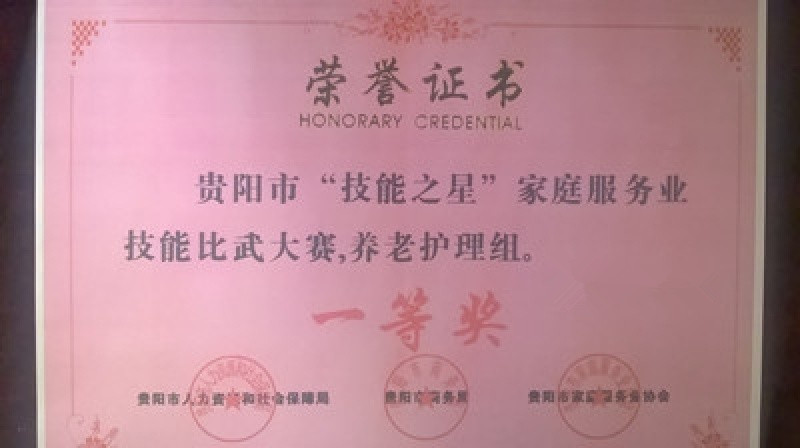 荣誉证书
HONORARY CREDENTIAL
贵阳市“技能之星”家庭服务业
技能比武大赛,养老护理组。
一等奖
贵阳市人力资源和社会保障局 贵阳市商务局 贵阳市家庭服务业协会